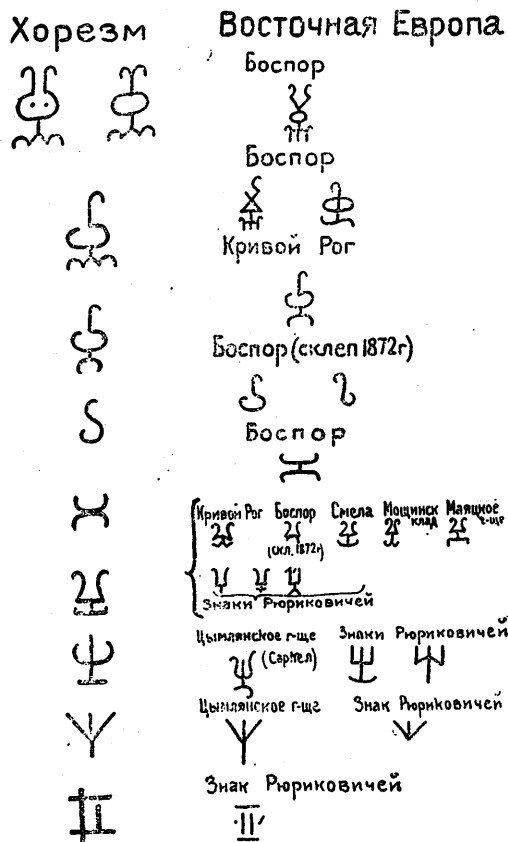 Хорезм
Восточная Европа
Боспор
Боспор
Кривой Рог
Боспор (склеп 1872г)
Боспор
Кривой Рог
Боспор
(скл. 1872г)
Смела
Мощинск
клад
Маяцкое
г-ще
Знаки Рюриковичей
Цымлянское г-ще
(Сар)
Знаки Рюриковичей
Цымлянское г-ще
Знак Рюриковичей
Знак Рюриковичей